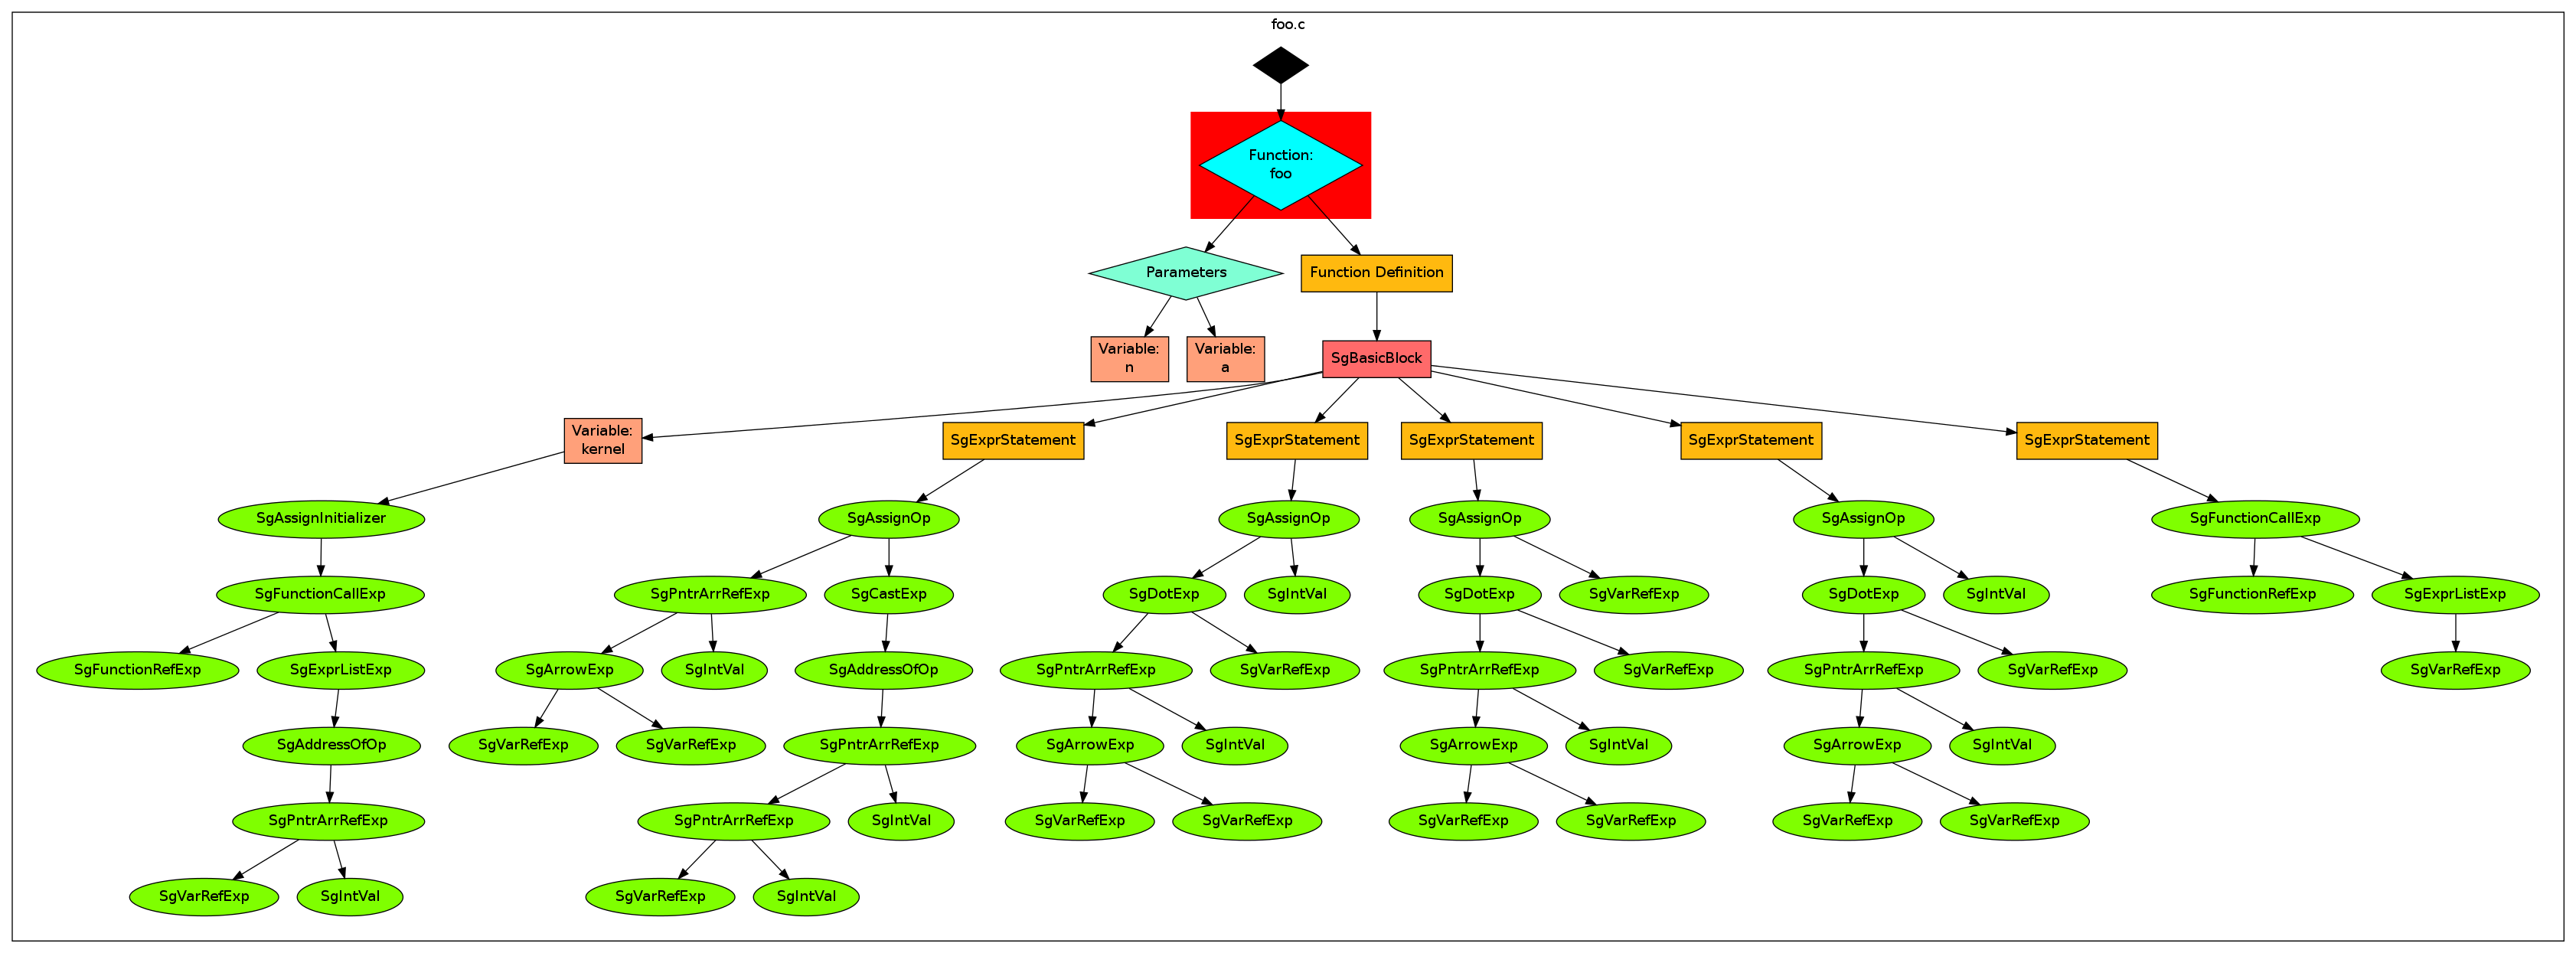 foo.c
Function:
foo
Parameters
Function Definition
Variable:
n
Variable:
a
SgBasicBlock
Variable:
kernel
SgExprStatement
SgExprStatement
SgExprStatement
SgExprStatement
SgExprStatement
SgAssignInitializer
SgAssignOp
SgAssignOp
SgAssignOp
SgAssignOp
SgFunctionCallExp
SgFunctionCallExp
SgPntrArrRefExp
SgCastExp
SgDotExp
SgIntVal
SgDotExp
SgVarRefExp
SgDotExp
SgIntVal
SgFunctionRefExp
SgExprListExp
SgFunctionRefExp
SgExprListExp
SgArrowExp
SgIntVal
SgAddressOfOp
SgPntrArrRefExp
SgVarRefExp
SgPntrArrRefExp
SgVarRefExp
SgPntrArrRefExp
SgVarRefExp
SgVarRefExp
SgAddressOfOp
SgVarRefExp
SgVarRefExp
SgPntrArrRefExp
SgArrowExp
SgIntVal
SgArrowExp
SgIntVal
SgArrowExp
SgIntVal
SgPntrArrRefExp
SgPntrArrRefExp
SgIntVal
SgVarRefExp
SgVarRefExp
SgVarRefExp
SgVarRefExp
SgVarRefExp
SgVarRefExp
SgVarRefExp
SgIntVal
SgVarRefExp
SgIntVal